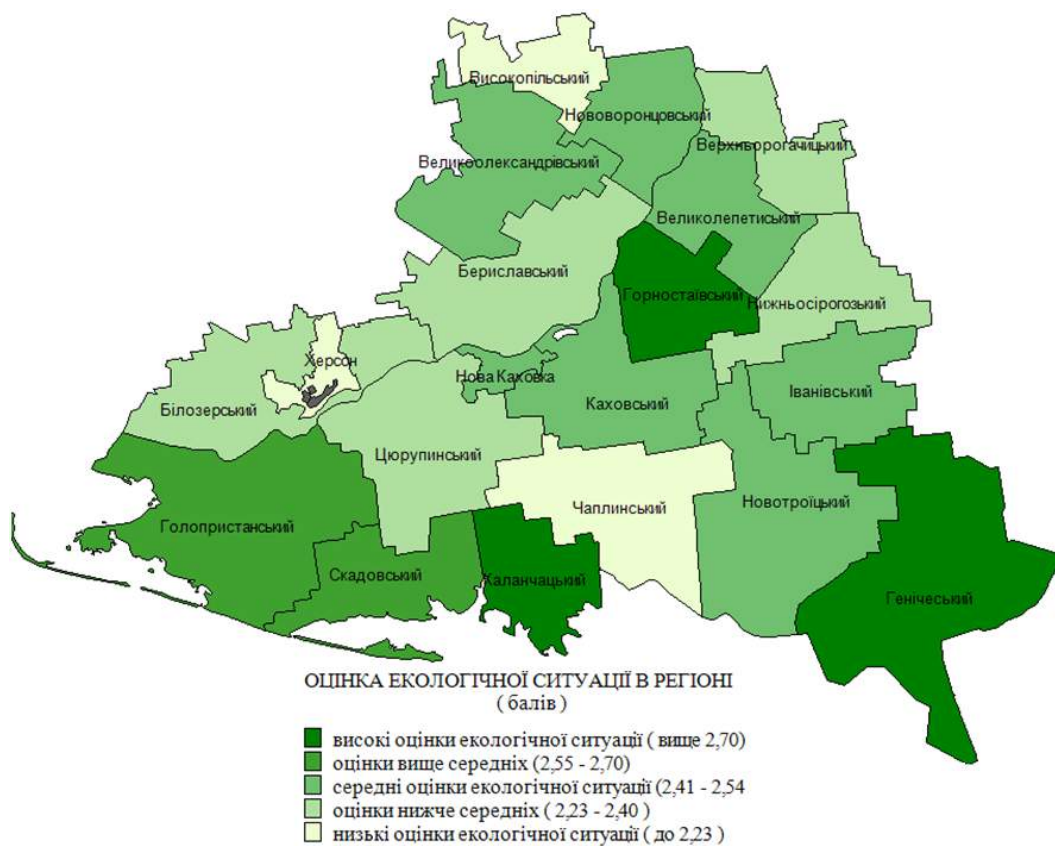 Високопільський
Нововоронцовський
Верхньорогачицький
Великоолександрівський
Великолепетиський
Бериславський
Горностаївський
Нижньосірогозький
Херсон
Нова Каховка
Іванівський
Білозерський
Каховський
Цюрупинський
Чаплинський
Новотроїцький
Голопристанський
Скадовський
Каланчацький
Генічеський
ОЦІНКА ЕКОЛОГІЧНОЇ СИТУАЦІЇ В РЕГІОНІ
( балів )
високі оцінки екологічної ситуації ( вище 2,70)
оцінки вище середніх (2,55 - 2,70)
середні оцінки екологічної ситуації (2,41 - 2,54
оцінки нижче середніх ( 2,23 - 2,40 )
низькі оцінки екологічної ситуації ( до 2,23 )